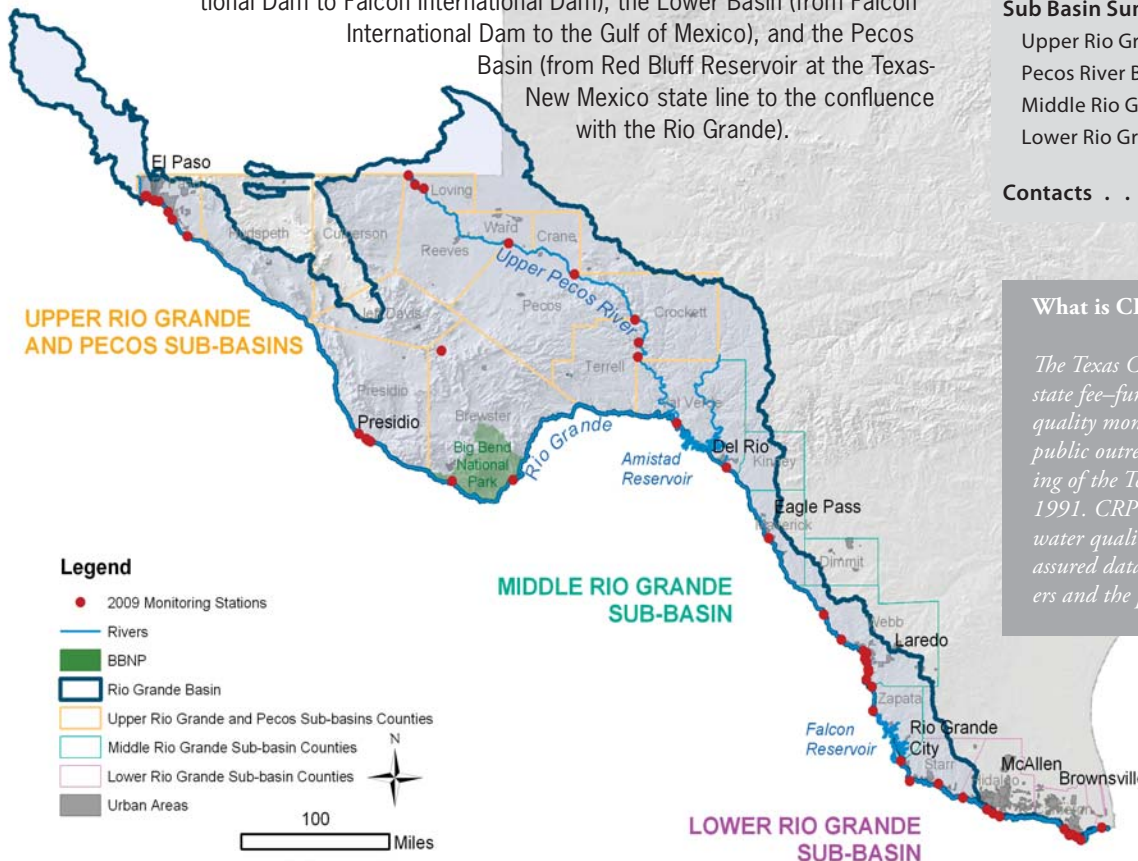 tional Dam to Falcon International Dam), the Lower Basin (from Falcon
International Dam to the Gulf of Mexico), and the Pecos
Basin (from Red Bluff Reservoir at the Texas-
New Mexico state line to the confluence
with the Rio Grande).
Sub Basin Sur
Upper Rio Gr
Pecos River B
Middle Rio G
Lower Rio Gr
Contacts . .
What is Cl
The Texas C
state fee–fun
quality mon
public outre
ing of the Te
1991. CRP
water quali
assured data
ers and the p
El Paso
Hudspeth
Culberson
Loving
Reeves
Ward
Crane
Upper Pecos River
Jeff Davis
Pecos
Crockett
Terrell
UPPER RIO GRANDE
AND PECOS SUB-BASINS
Presidio
Presidio
Brewster
Big Bend
National
Park
Rio Grande
Val Verde
Amistad
Reservoir
Del Rio
Kinney
Eagle Pass
Maverick
Dimmit
MIDDLE RIO GRANDE
SUB-BASIN
Webb
Laredo
Zapata
Falcon
Reservoir
Rio Grande
City
Starr
Hidalgo
McAllen
Brownsville
Cameron
LOWER RIO GRANDE
SUB-BASIN
Legend
2009 Monitoring Stations
Rivers
BBNP
Rio Grande Basin
Upper Rio Grande and Pecos Sub-basins Counties
Middle Rio Grande Sub-basin Counties
Lower Rio Grande Sub-basin Counties
Urban Areas
N
100
Miles